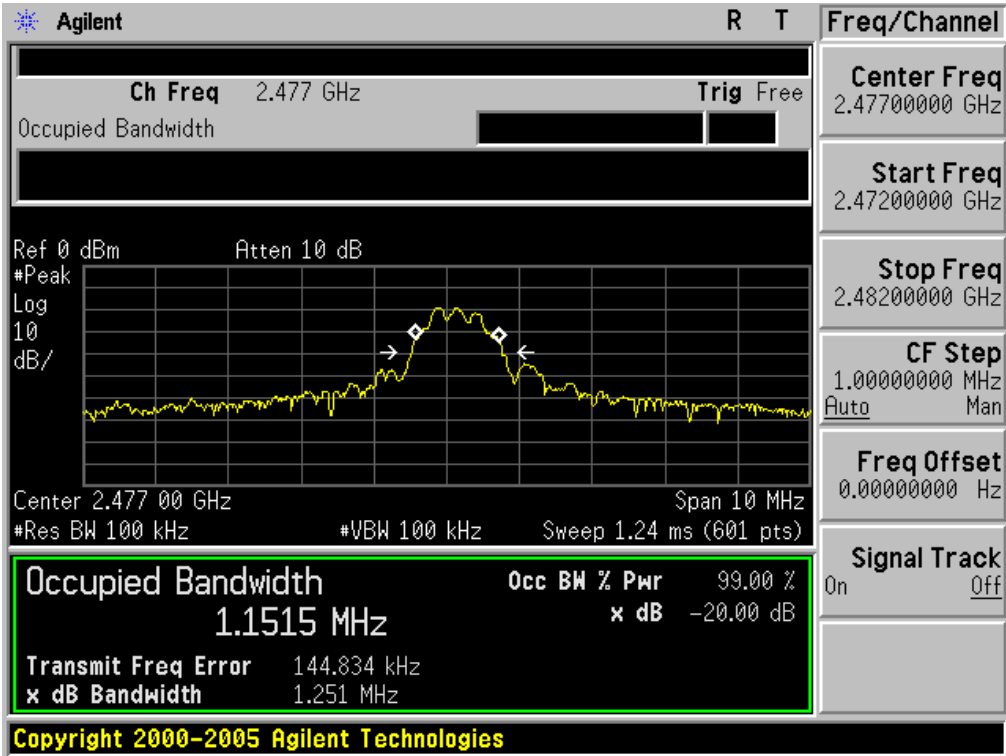 Agilent R T
Ch Freq 2.477 GHz Trig Free
Occupied Bandwidth
Ref 0 dBm Atten 10 dB
#Peak
Log
10
dB/
Center 2.477 00 GHz Span 10 MHz
#Res BW 100 kHz #VBW 100 kHz Sweep 1.24 ms (601 pts)
Occupied Bandwidth Occ BW % Pwr 99.00 %
1.1515 MHz x dB -20.00 dB
Transmit Freq Error 144.834 kHz
x dB Bandwidth 1.251 MHz
Copyright 2000-2005 Agilent Technologies
Freq/Channel
Center Freq
2.47700000 GHz
Start Freq
2.47200000 GHz
Stop Freq
2.48200000 GHz
CF Step
1.00000000 MHz
Auto Man
Freq Offset
0.00000000 Hz
Signal Track
On Off